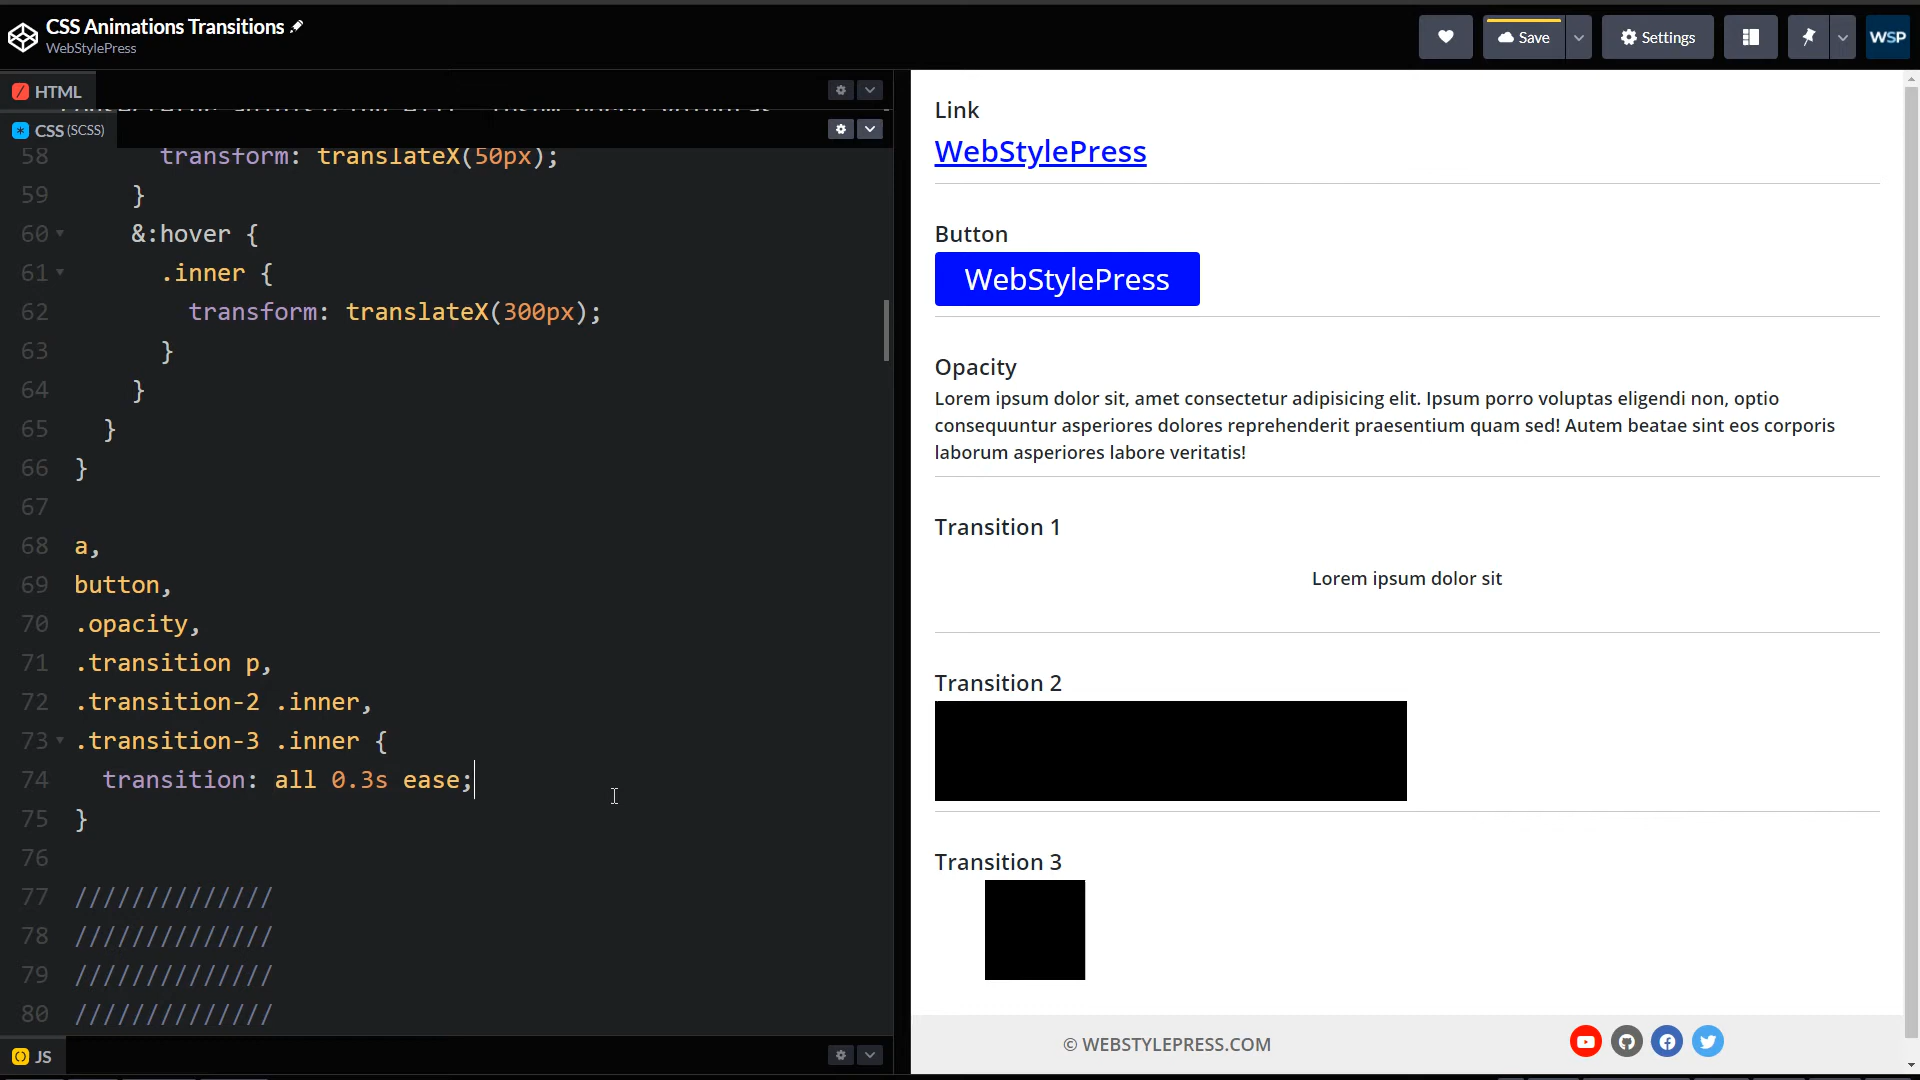 CSS Animations Transitions
WebStylePress
Save
Settings
WSP
HTML
CSS (SCSS)
58 transform: translateX(50px);
59 }
60 &:hover {
61 .inner {
62 transform: translateX(300px);
63 }
64 }
65 }
66 }
67
68 a,
69 button,
70 .opacity,
71 .transition p,
72 .transition-2 .inner,
73 .transition-3 .inner {
74 transition: all 0.3s ease;
75 }
76
77 //////////////
78 //////////////
79 //////////////
80 //////////////
JS
Link
WebStylePress
Button
WebStylePress
Opacity
Lorem ipsum dolor sit, amet consectetur adipisicing elit. Ipsum porro voluptas eligendi non, optio
consequuntur asperiores dolores reprehenderit praesentium quam sed! Autem beatae sint eos corporis
laborum asperiores labore veritatis!
Transition 1
Lorem ipsum dolor sit
Transition 2
Transition 3
© WEBSTYLEPRESS.COM